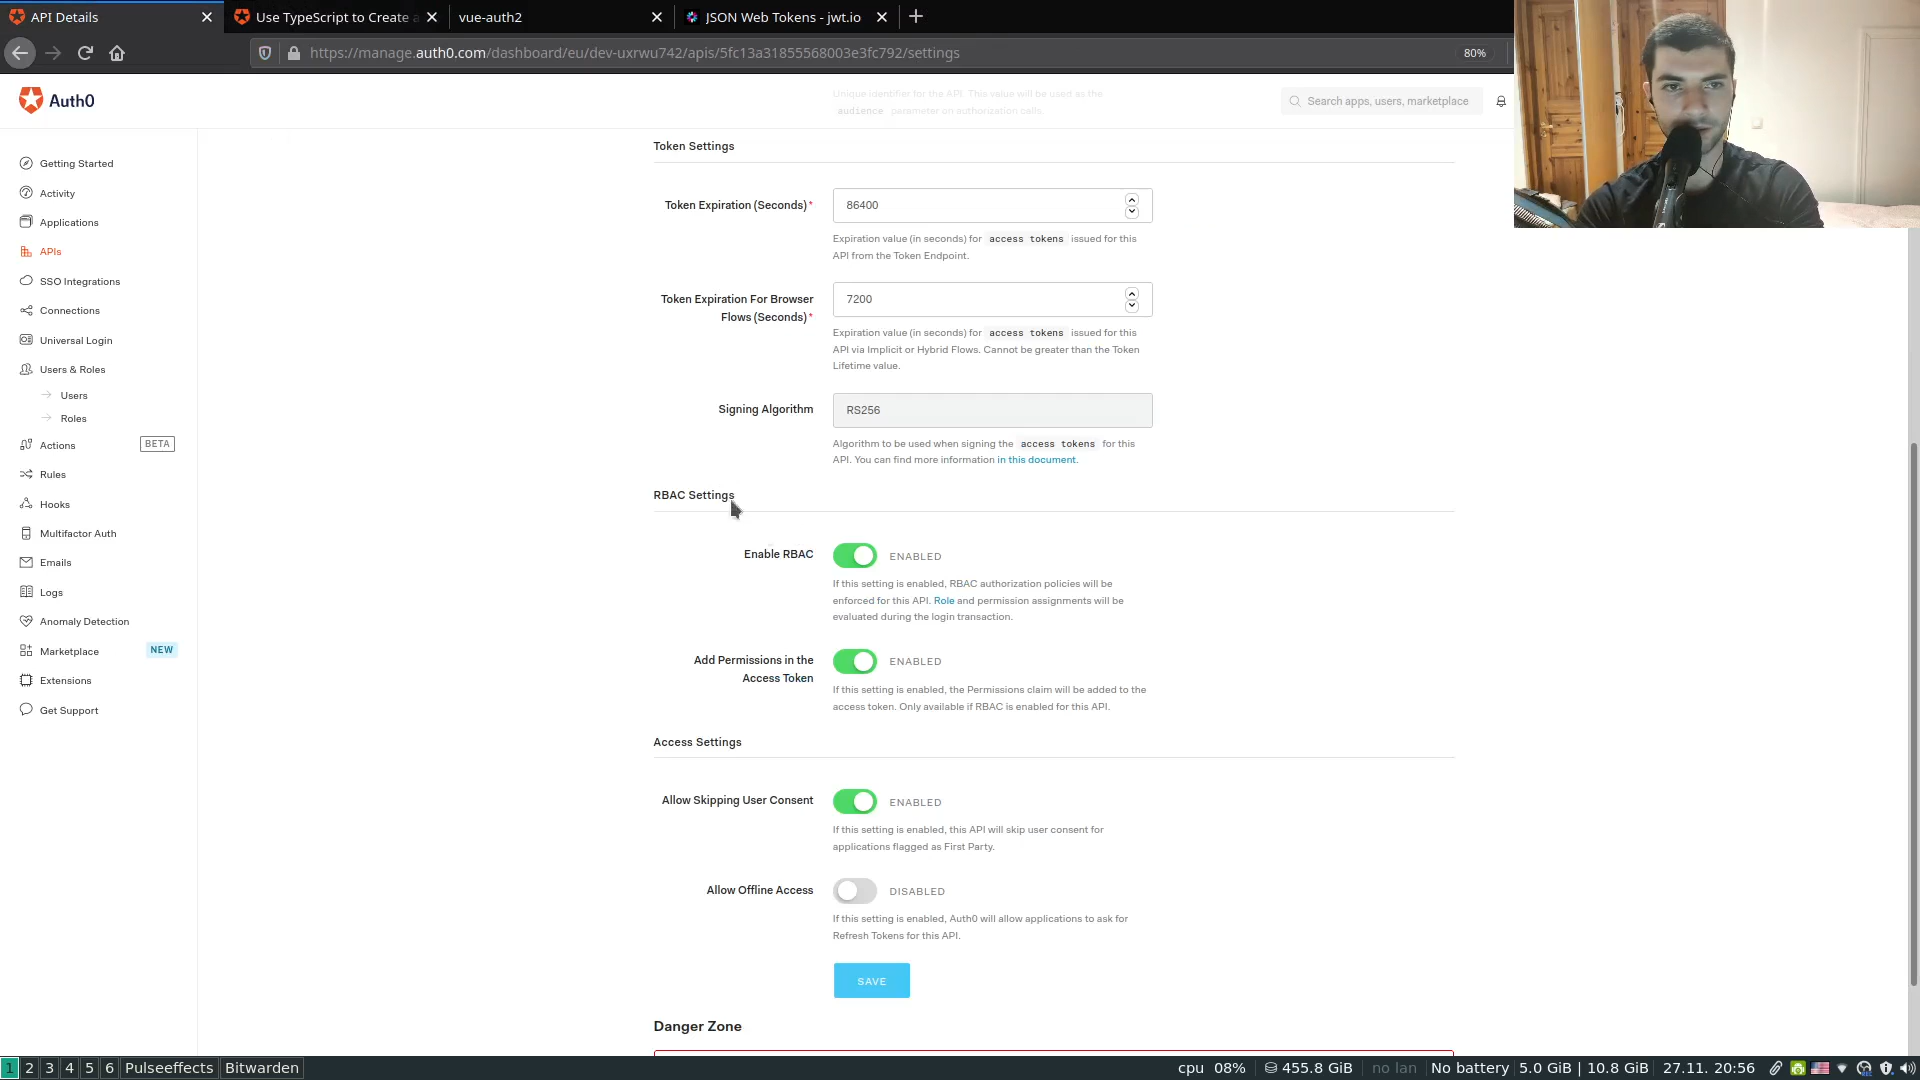 API Details
Use TypeScript to Create a
vue-auth2
JSON Web Tokens - jwt.io
https://manage.auth0.com/dashboard/eu/dev-uxrwu742/apis/5fc13a31855568003e3fc792/settings
80%
Auth0
Unique identifier for the API. This value will be used as the
audience parameter on authorization calls.
Search apps, users, marketplace
Getting Started
Activity
Applications
APIs
SSO Integrations
Connections
Universal Login
Users & Roles
Users
Roles
Actions
BETA
Rules
Hooks
Multifactor Auth
Emails
Logs
Anomaly Detection
Marketplace
NEW
Extensions
Get Support
Token Settings
Token Expiration (Seconds)*
86400
Expiration value (in seconds) for access tokens issued for this
API from the Token Endpoint.
Token Expiration For Browser
Flows (Seconds)*
7200
Expiration value (in seconds) for access tokens issued for this
API via Implicit or Hybrid Flows. Cannot be greater than the Token
Lifetime value.
Signing Algorithm
RS256
Algorithm to be used when signing the access tokens for this
API. You can find more information in this document.
RBAC Settings
Enable RBAC
ENABLED
If this setting is enabled, RBAC authorization policies will be
enforced for this API. Role and permission assignments will be
evaluated during the login transaction.
Add Permissions in the
Access Token
ENABLED
If this setting is enabled, the Permissions claim will be added to the
access token. Only available if RBAC is enabled for this API.
Access Settings
Allow Skipping User Consent
ENABLED
If this setting is enabled, this API will skip user consent for
applications flagged as First Party.
Allow Offline Access
DISABLED
If this setting is enabled, Auth0 will allow applications to ask for
Refresh Tokens for this API.
SAVE
Danger Zone
1 2 3 4 5 6 Pulseeffects Bitwarden
cpu 08% 455.8 GiB no lan No battery 5.0 GiB | 10.8 GiB 27.11. 20:56